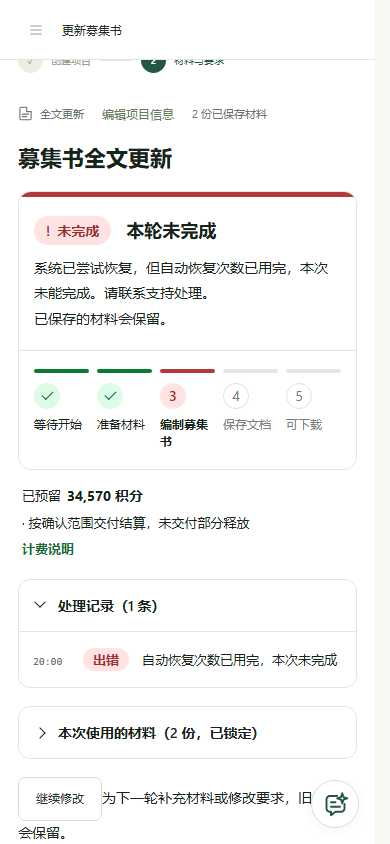 更新募集书
创建项目
2 材料与要求
全文更新 编辑项目信息 2 份已保存材料
募集书全文更新
! 未完成 本轮未完成
系统已尝试恢复，但自动恢复次数已用完，本次
未能完成。请联系支持处理。
已保存的材料会保留。
3 4 5
等待开始 准备材料 编制募集 保存文档 可下载
书
已预留 34,570 积分
· 按确认范围交付结算，未交付部分释放
计费说明
处理记录（1 条）
20:00 出错 自动恢复次数已用完，本次未完成
本次使用的材料（2 份，已锁定）
继续修改 为下一轮补充材料或修改要求，旧
会保留。